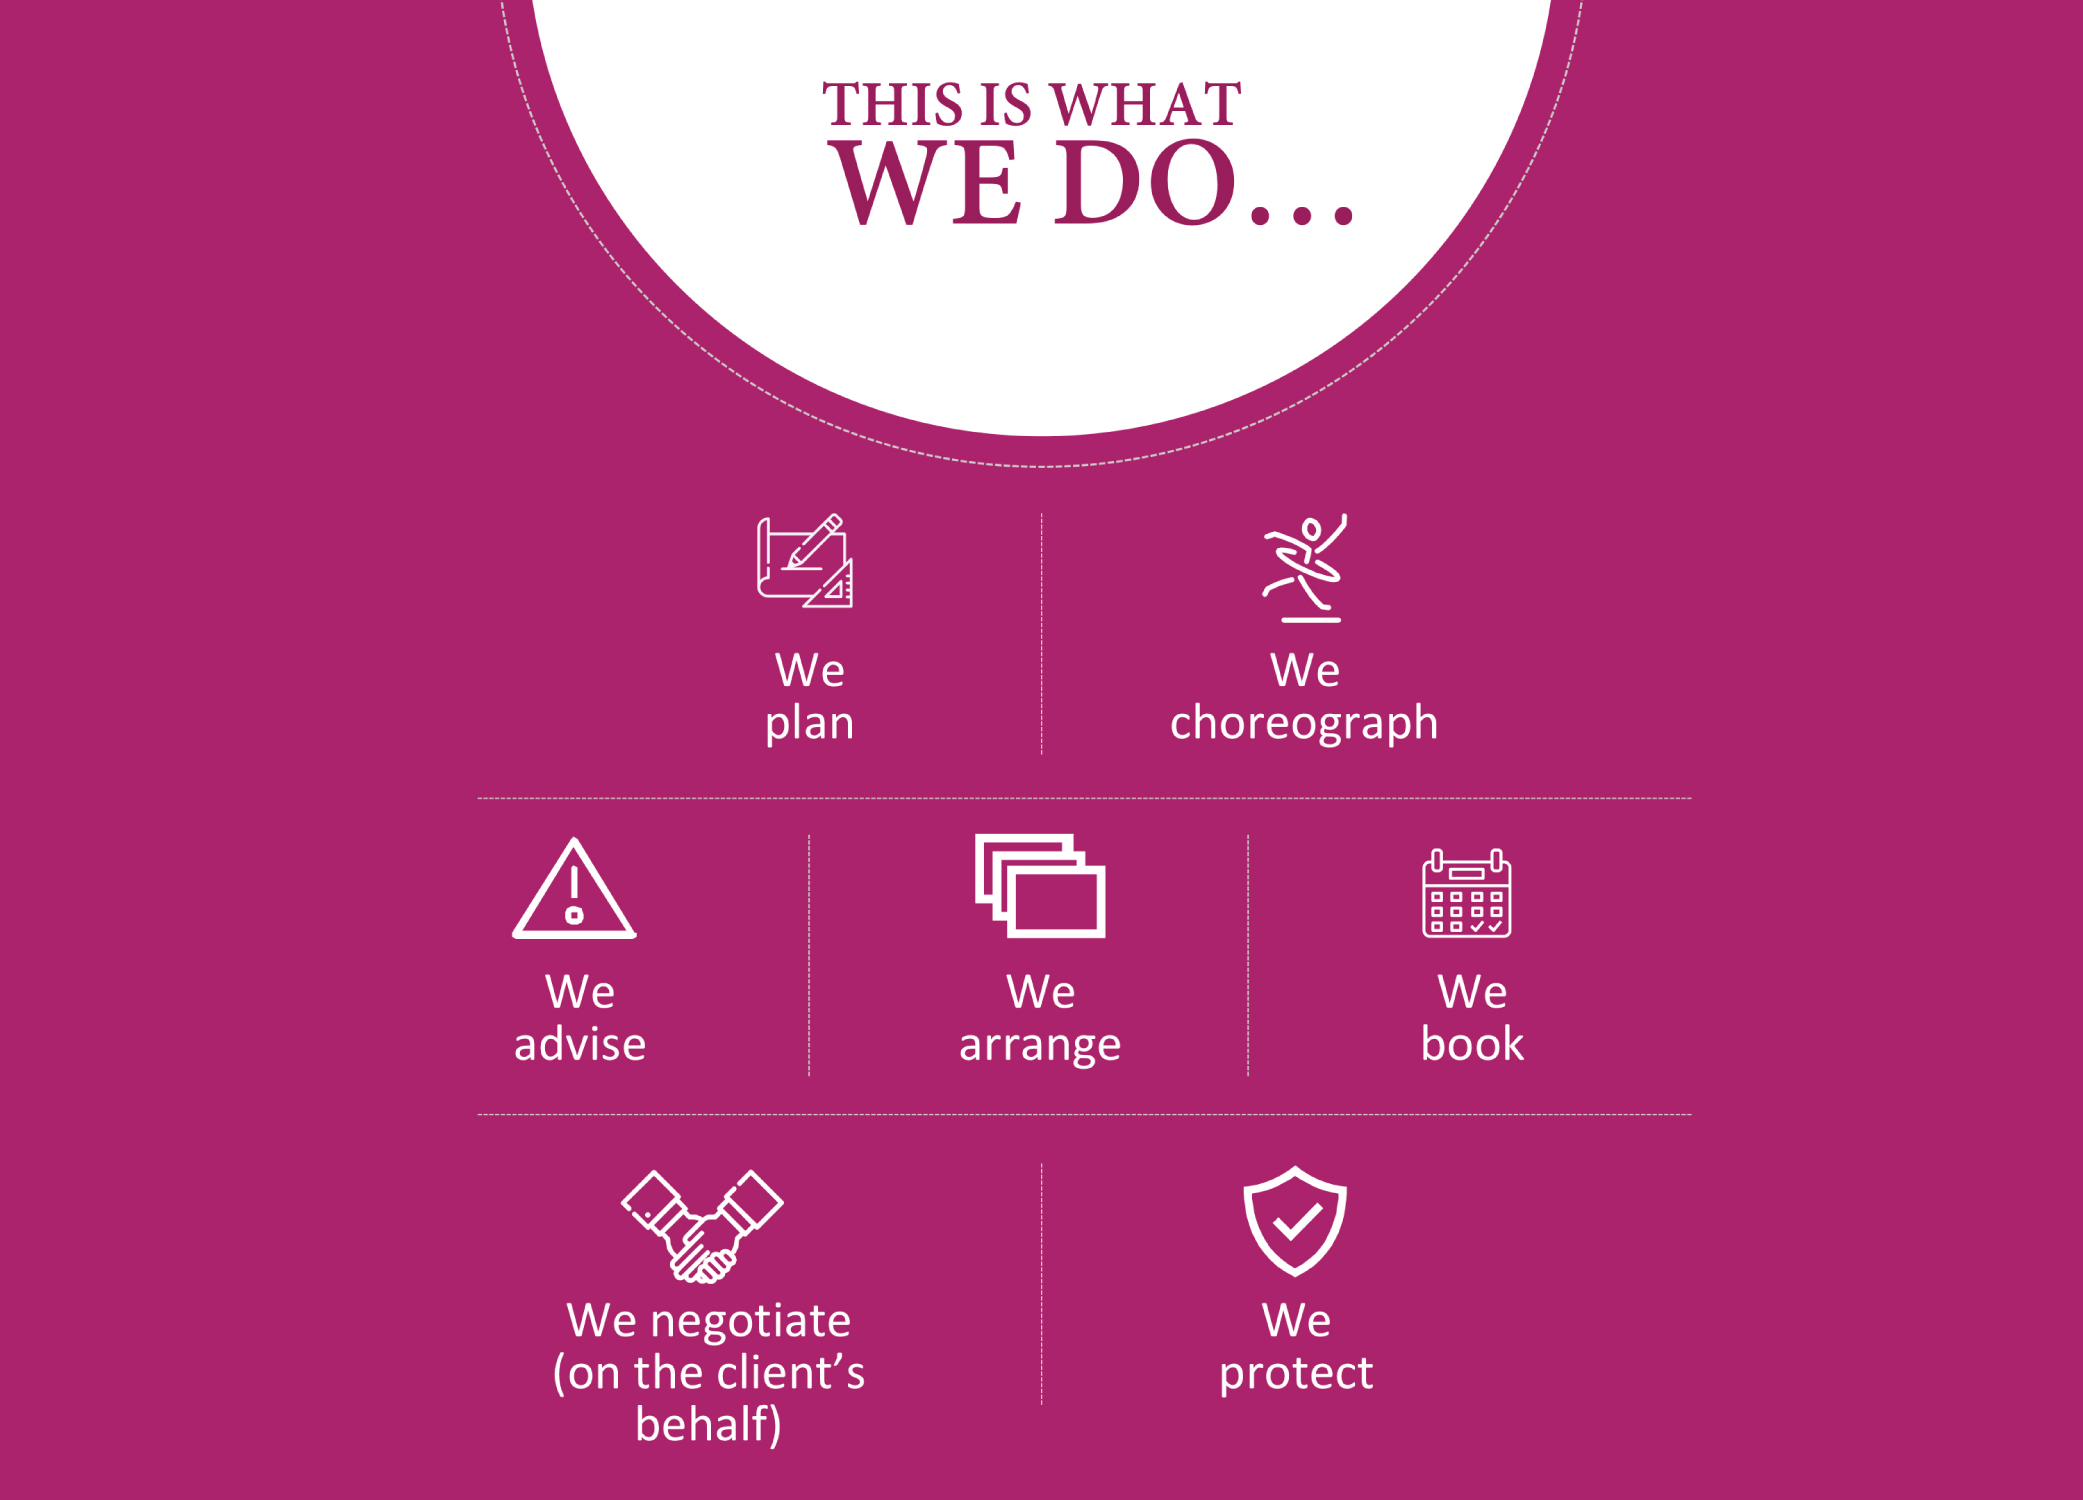 THIS IS WHAT
WE DO...
We
plan
We
choreograph
We
advise
We
arrange
We
book
We negotiate
(on the client’s
behalf)
We
protect